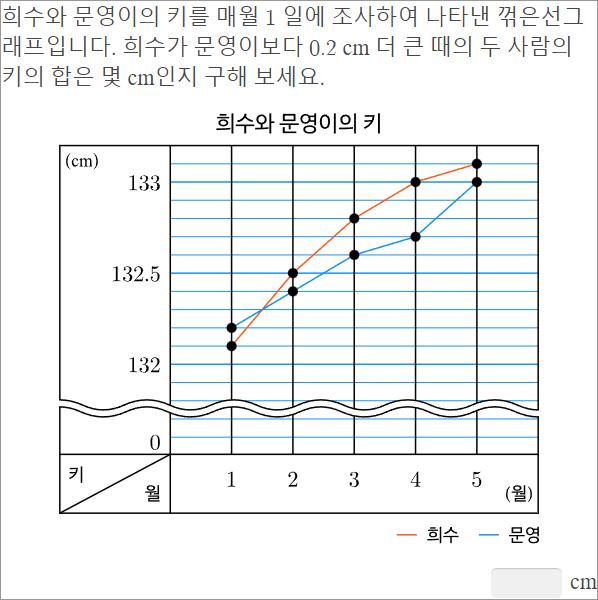 희수와 문영이의 키를 매월 1 일에 조사하여 나타낸 꺾은선그
래프입니다. 희수가 문영이보다 0.2 cm 더 큰 때의 두 사람의
키의 합은 몇 cm인지 구해 보세요.
희수와 문영이의 키
(cm)
133
132.5
132
0
키
월
1 2 3 4 5
(월)
희수 문영
cm